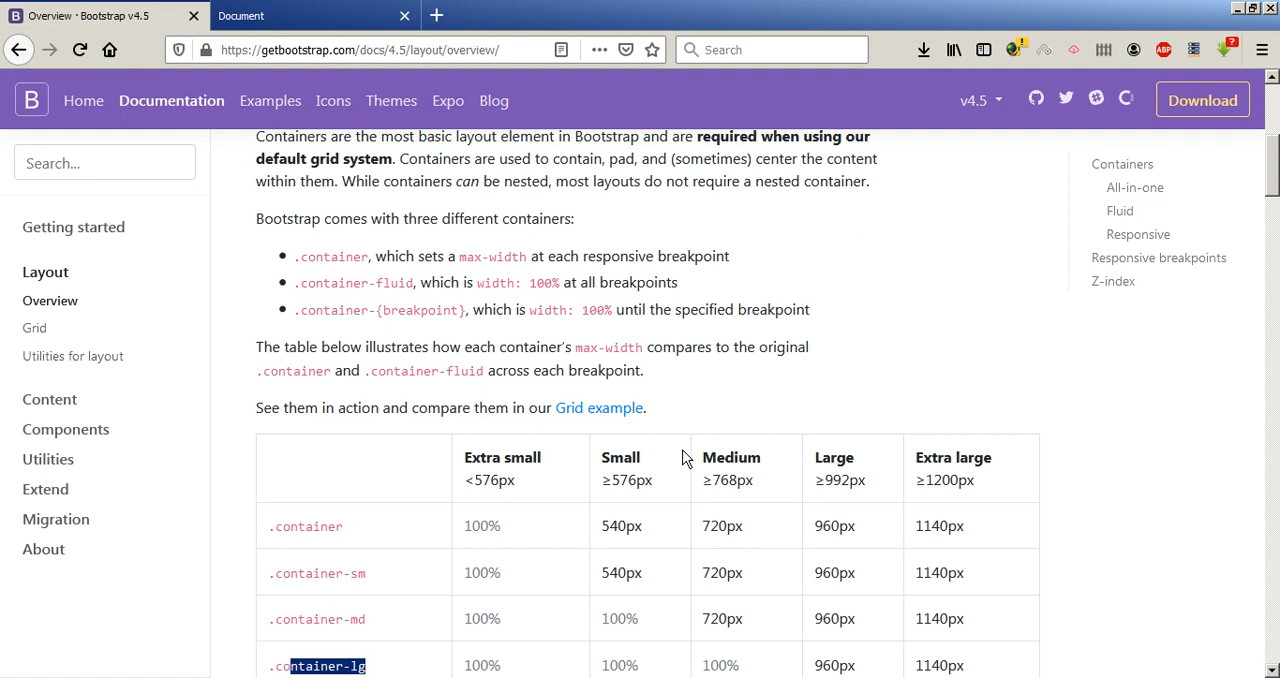 B Overview · Bootstrap v4.5
Document
https://getbootstrap.com/docs/4.5/layout/overview/
Search
ABP
B Home Documentation Examples Icons Themes Expo Blog v4.5 Download
Search...
Getting started
Layout
Overview
Grid
Utilities for layout
Content
Components
Utilities
Extend
Migration
About
Containers are the most basic layout element in Bootstrap and are required when using our
default grid system. Containers are used to contain, pad, and (sometimes) center the content
within them. While containers can be nested, most layouts do not require a nested container.
Bootstrap comes with three different containers:
• .container, which sets a max-width at each responsive breakpoint
• .container-fluid, which is width: 100% at all breakpoints
• .container-{breakpoint}, which is width: 100% until the specified breakpoint
The table below illustrates how each container's max-width compares to the original
.container and .container-fluid across each breakpoint.
See them in action and compare them in our Grid example.
Extra small Small Medium Large Extra large
<576px ≥576px ≥768px ≥992px ≥1200px
.container 100% 540px 720px 960px 1140px
.container-sm 100% 540px 720px 960px 1140px
.container-md 100% 100% 720px 960px 1140px
.container-lg 100% 100% 100% 960px 1140px
Containers
All-in-one
Fluid
Responsive
Responsive breakpoints
Z-index